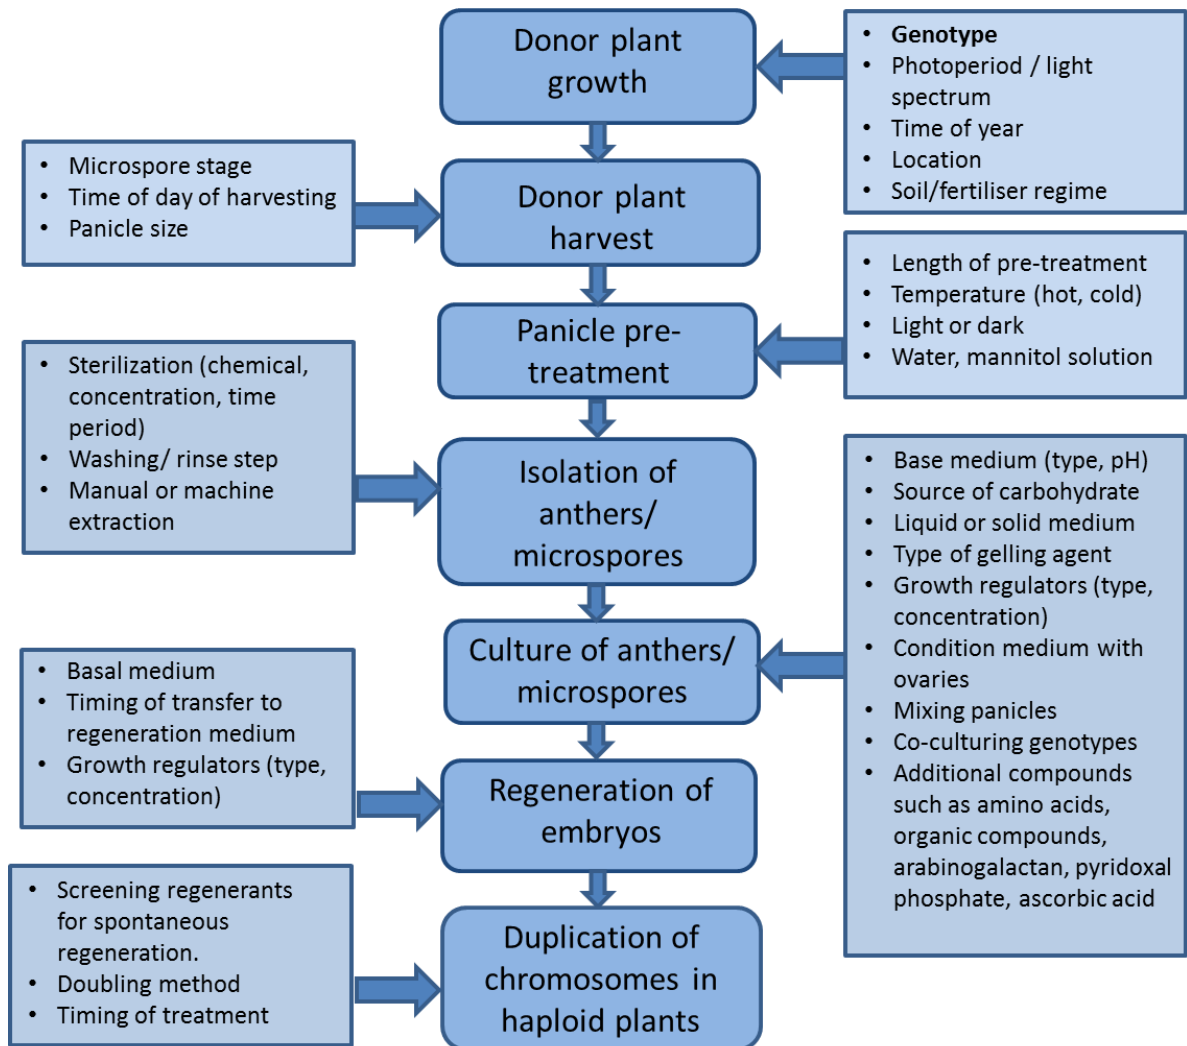 Donor plant
growth
• Genotype
• Photoperiod / light
spectrum
• Time of year
• Location
• Soil/fertiliser regime
• Microspore stage
• Time of day of harvesting
• Panicle size
Donor plant
harvest
Panicle pre-
treatment
• Length of pre-treatment
• Temperature (hot, cold)
• Light or dark
• Water, mannitol solution
• Sterilization (chemical,
concentration, time
period)
• Washing/ rinse step
• Manual or machine
extraction
Isolation of
anthers/
microspores
Culture of anthers/
microspores
• Base medium (type, pH)
• Source of carbohydrate
• Liquid or solid medium
• Type of gelling agent
• Growth regulators (type,
concentration)
• Condition medium with
ovaries
• Mixing panicles
• Co-culturing genotypes
• Additional compounds
such as amino acids,
organic compounds,
arabinogalactan, pyridoxal
phosphate, ascorbic acid
• Basal medium
• Timing of transfer to
regeneration medium
• Growth regulators (type,
concentration)
Regeneration of
embryos
• Screening regenerants
for spontaneous
regeneration.
• Doubling method
• Timing of treatment
Duplication of
chromosomes in
haploid plants